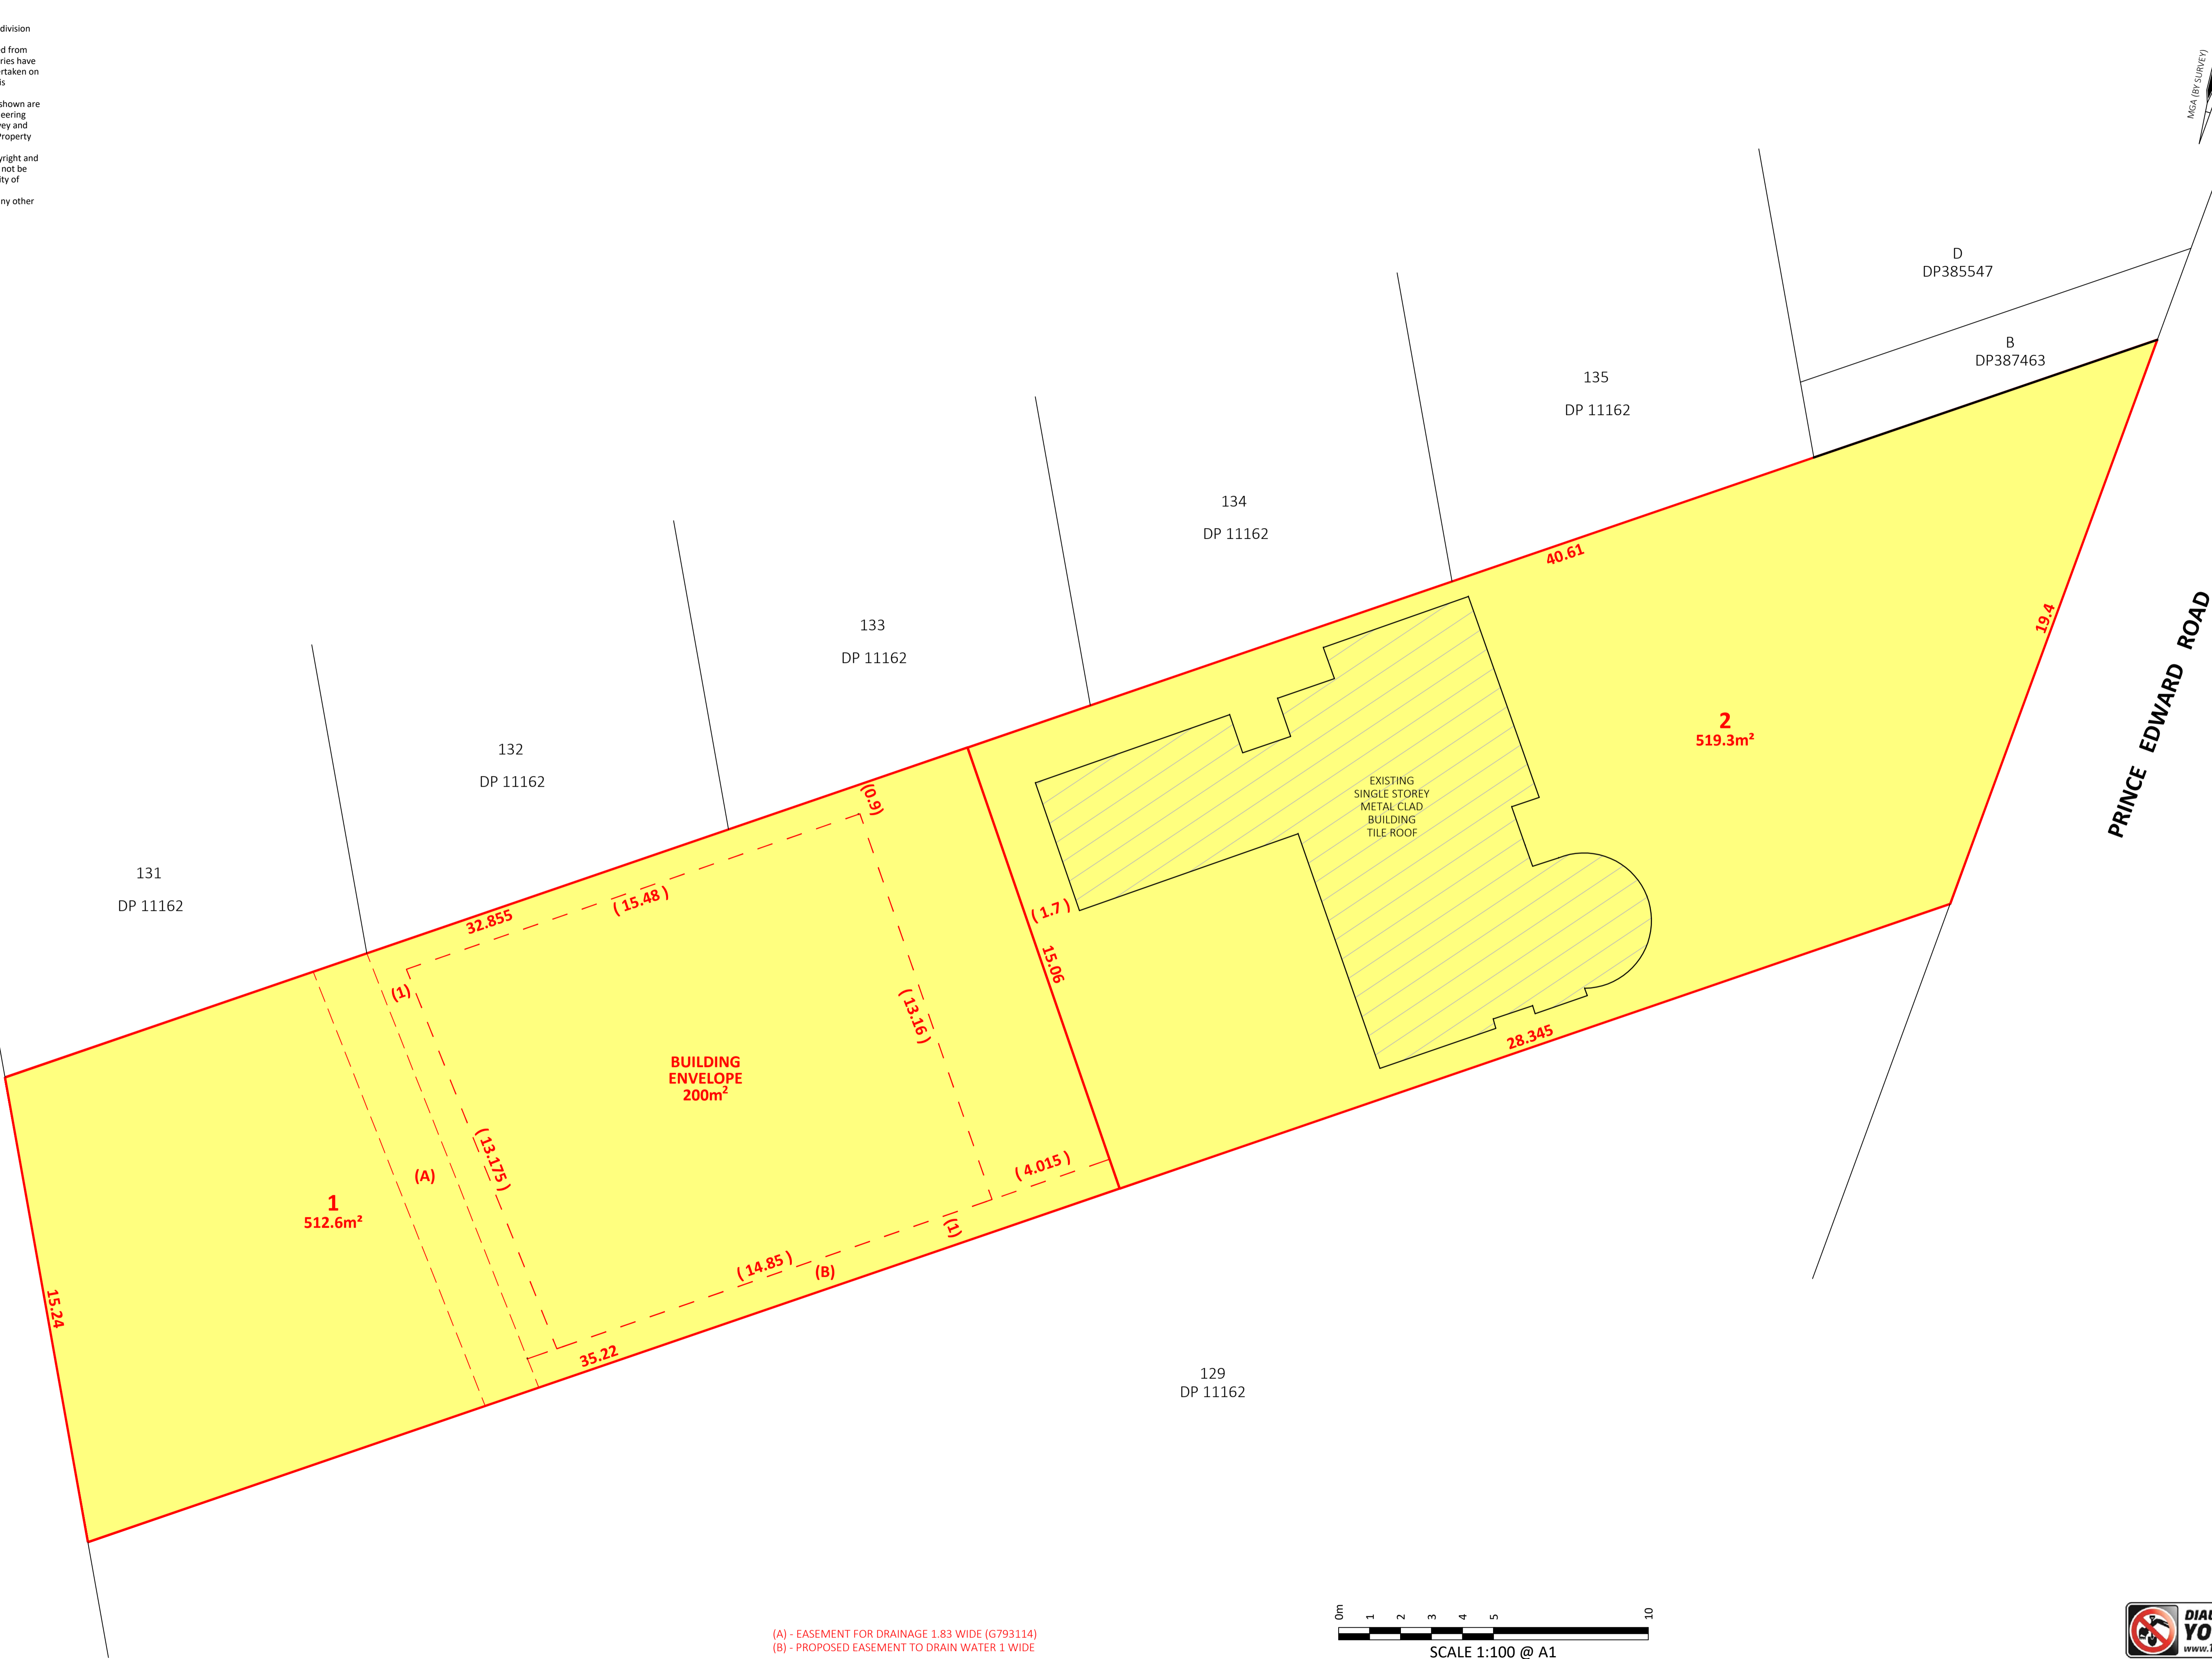 division
d from
ries have
rtaken on
is
shown are
eering
vey and
Property
yright and
not be
ity of
ny other
MGA (BY SURVEY)
D
DP385547
B
DP387463
135
DP 11162
134
DP 11162
133
DP 11162
132
DP 11162
131
DP 11162
40.61
19.4
PRINCE EDWARD ROAD
2
519.3m²
EXISTING
SINGLE STOREY
METAL CLAD
BUILDING
TILE ROOF
(0.9)
( 15.48 )
32.855
( 1.7 )
15.06
(1)
( 13.16 )
28.345
BUILDING
ENVELOPE
200m²
( 13.175 )
(A)
( 4.015 )
1
512.6m²
(1)
( 14.85 )
(B)
15.24
35.22
129
DP 11162
(A) - EASEMENT FOR DRAINAGE 1.83 WIDE (G793114)
(B) - PROPOSED EASEMENT TO DRAIN WATER 1 WIDE
0m 1 2 3 4 5 10
SCALE 1:100 @ A1
DIAL
YO
www.1